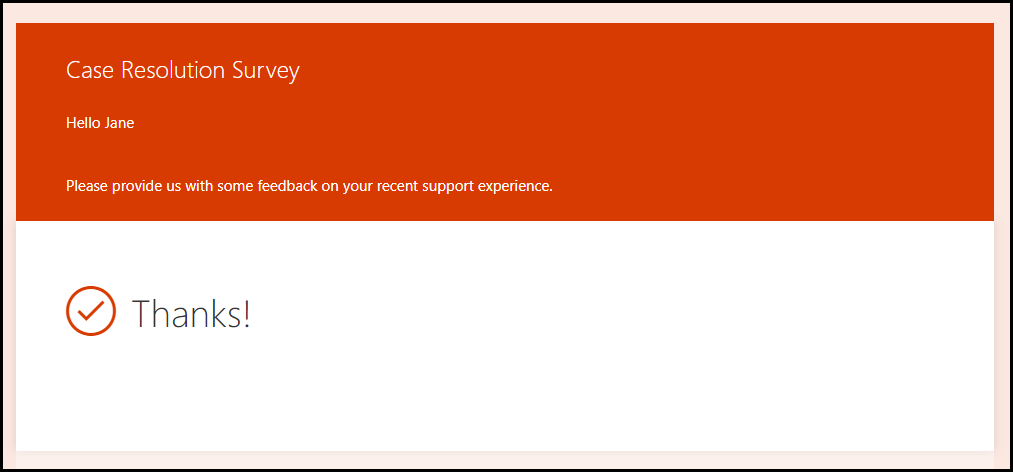 Case Resolution Survey
Hello Jane
Please provide us with some feedback on your recent support experience.
Thanks!